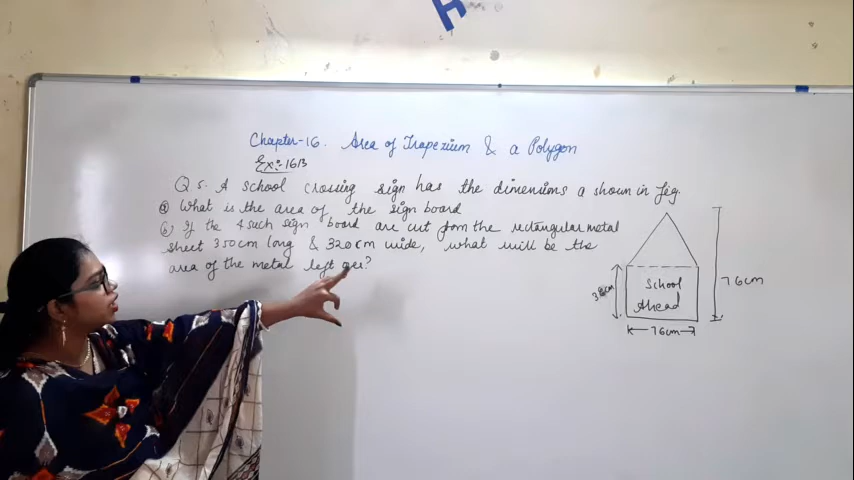 H
Chapter-16. Area of Trapezium & a Polygon
Ex:-16B
Q5. A school crossing sign has the dimensions a shown in fig.
(a) What is the area of the sign board
(b) If the 4 such sign board are cut from the rectangular metal
sheet 350cm long & 320cm wide, what will be the
area of the metal left over?
School
Ahead
76cm
76cm